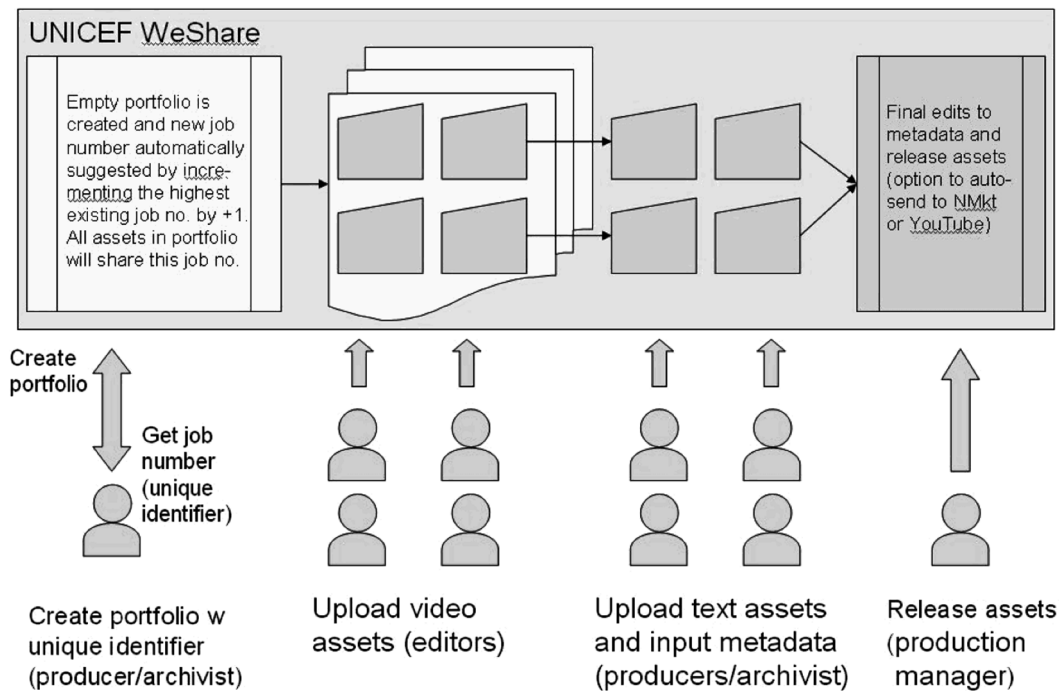 UNICEF WeShare
Empty portfolio is
created and new job
number automatically
suggested by incre-
menting the highest
existing job no. by +1.
All assets in portfolio
will share this job no.
Final edits to
metadata and
release assets
(option to auto-
send to NMkt
or YouTube)
Create
portfolio
Get job
number
(unique
identifier)
Create portfolio w
unique identifier
(producer/archivist)
Upload video
assets (editors)
Upload text assets
and input metadata
(producers/archivist)
Release assets
(production
manager)